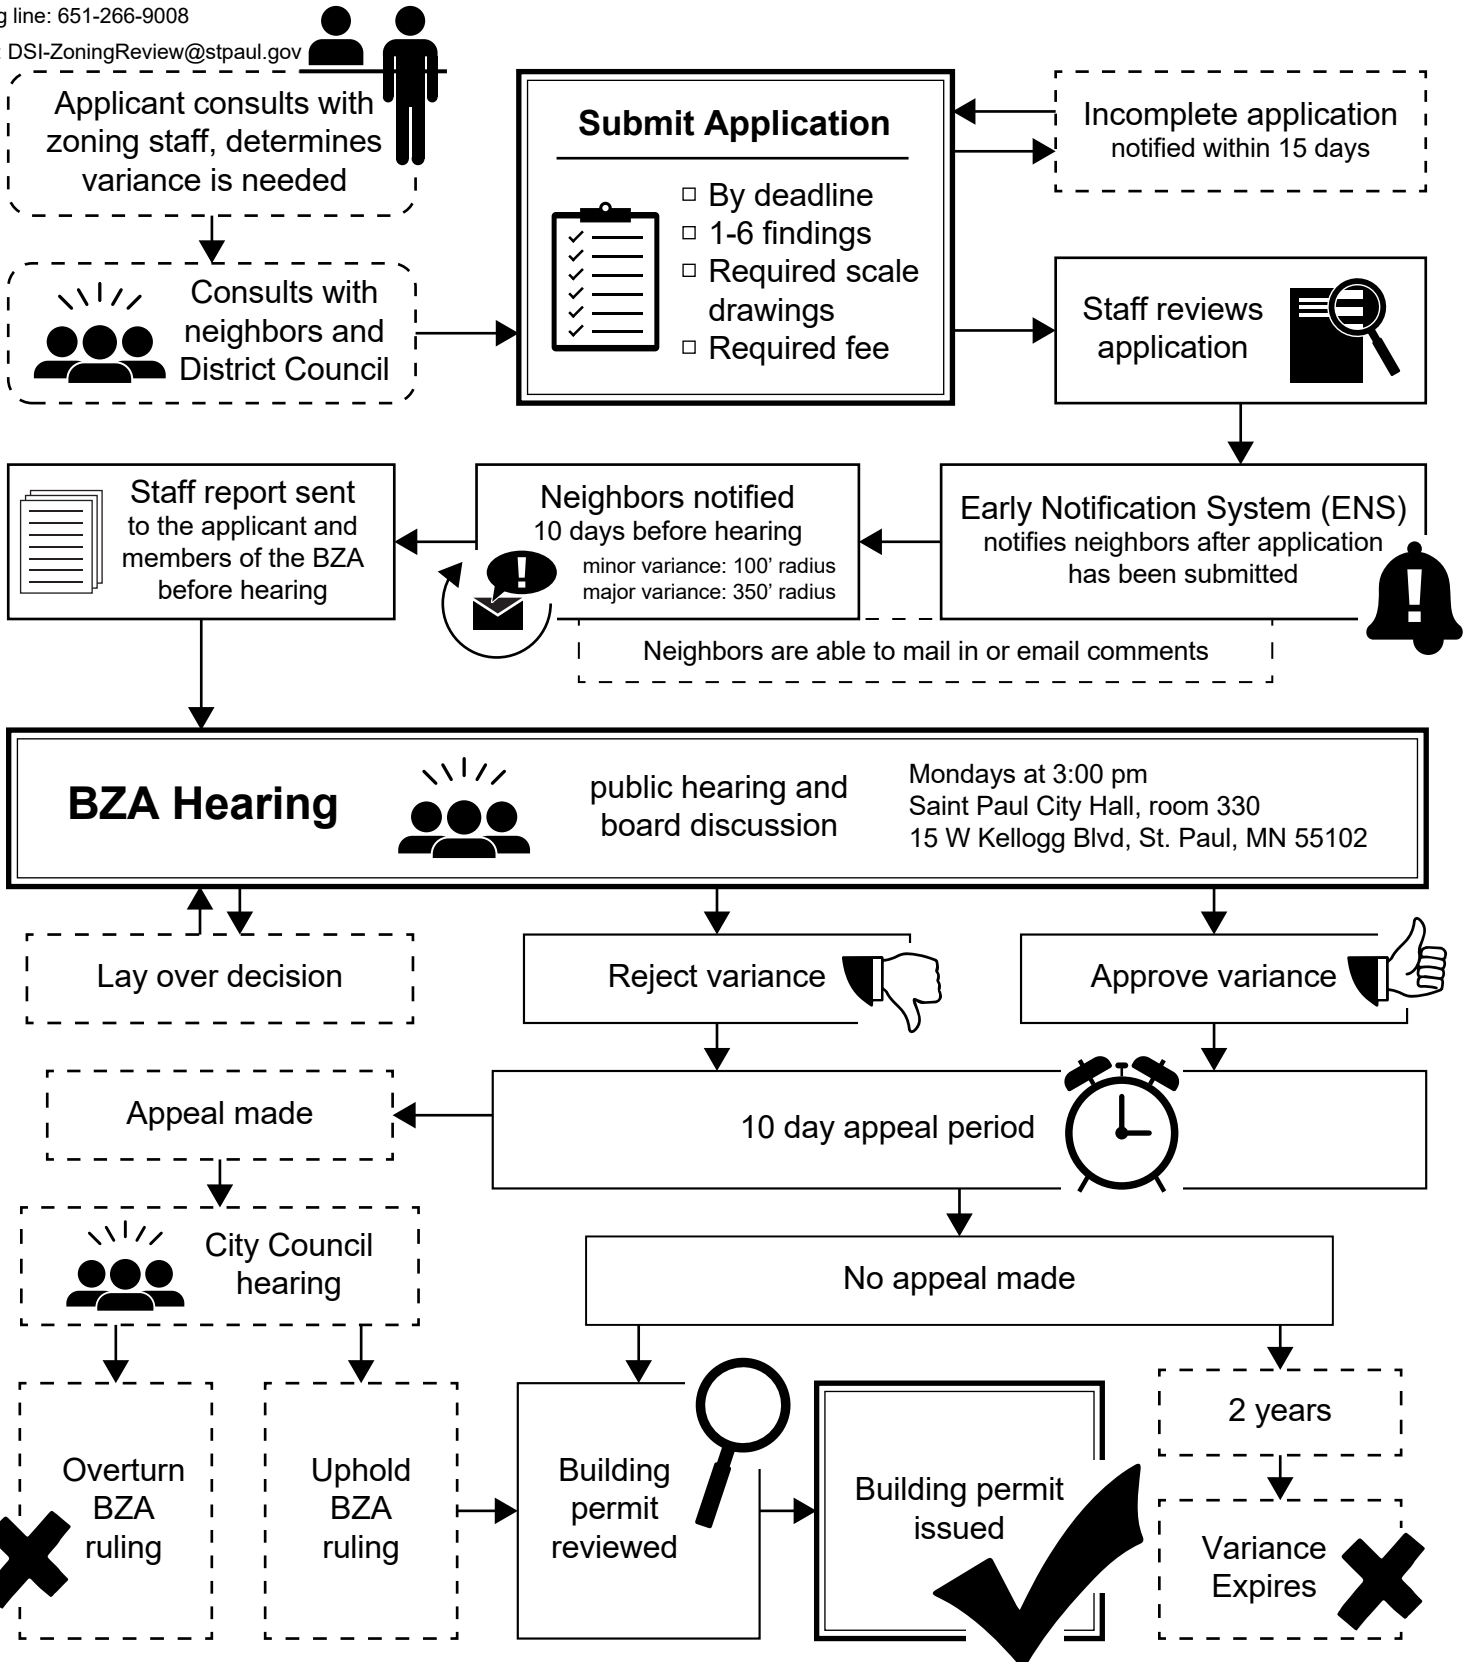 line: 651-266-9008
DSI-ZoningReview@stpaul.gov
Applicant consults with
zoning staff, determines
variance is needed
Submit Application
□ By deadline
□ 1-6 findings
□ Required scale
drawings
□ Required fee
Incomplete application
notified within 15 days
Consults with
neighbors and
District Council
Staff reviews
application
Staff report sent
to the applicant and
members of the BZA
before hearing
Neighbors notified
10 days before hearing
minor variance: 100’ radius
major variance: 350’ radius
Early Notification System (ENS)
notifies neighbors after application
has been submitted
Neighbors are able to mail in or email comments
BZA Hearing
public hearing and
board discussion
Mondays at 3:00 pm
Saint Paul City Hall, room 330
15 W Kellogg Blvd, St. Paul, MN 55102
Lay over decision
Reject variance
Approve variance
Appeal made
10 day appeal period
City Council
hearing
No appeal made
Overturn
BZA
ruling
Uphold
BZA
ruling
Building
permit
reviewed
Building permit
issued
2 years
Variance
Expires